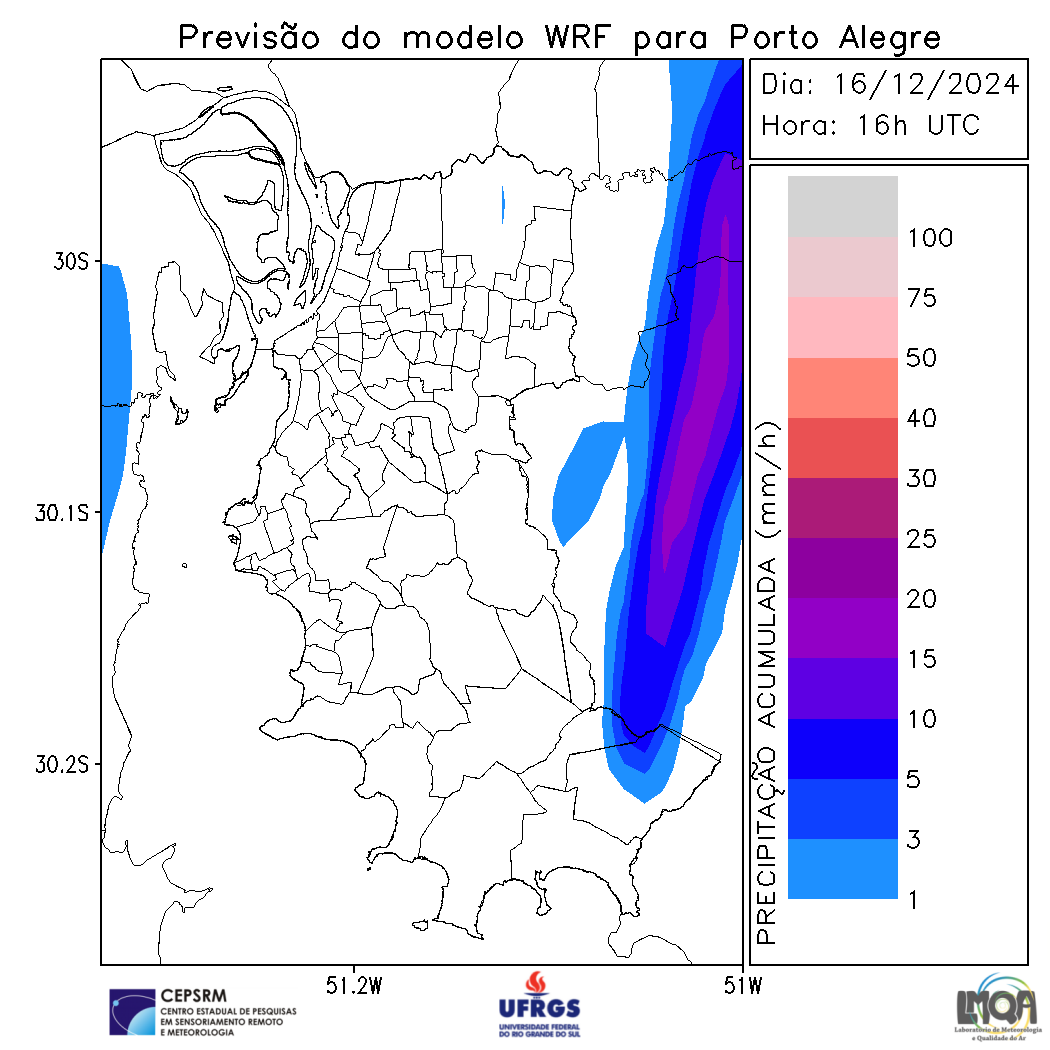 Previsão do modelo WRF para Porto Alegre
Dia: 16/12/2024
Hora: 16h UTC
PRECIPITAÇÃO ACUMULADA (mm/h)
100
75
50
40
30
25
20
15
10
5
3
1
30S
30.1S
30.2S
51.2W
51W
CEPSRM
CENTRO ESTADUAL DE PESQUISAS
EM SENSORIAMENTO REMOTO
E METEOROLOGIA
UFRGS
UNIVERSIDADE FEDERAL
DO RIO GRANDE DO SUL
LMQA
Laboratório de Meteorologia
e Qualidade do Ar